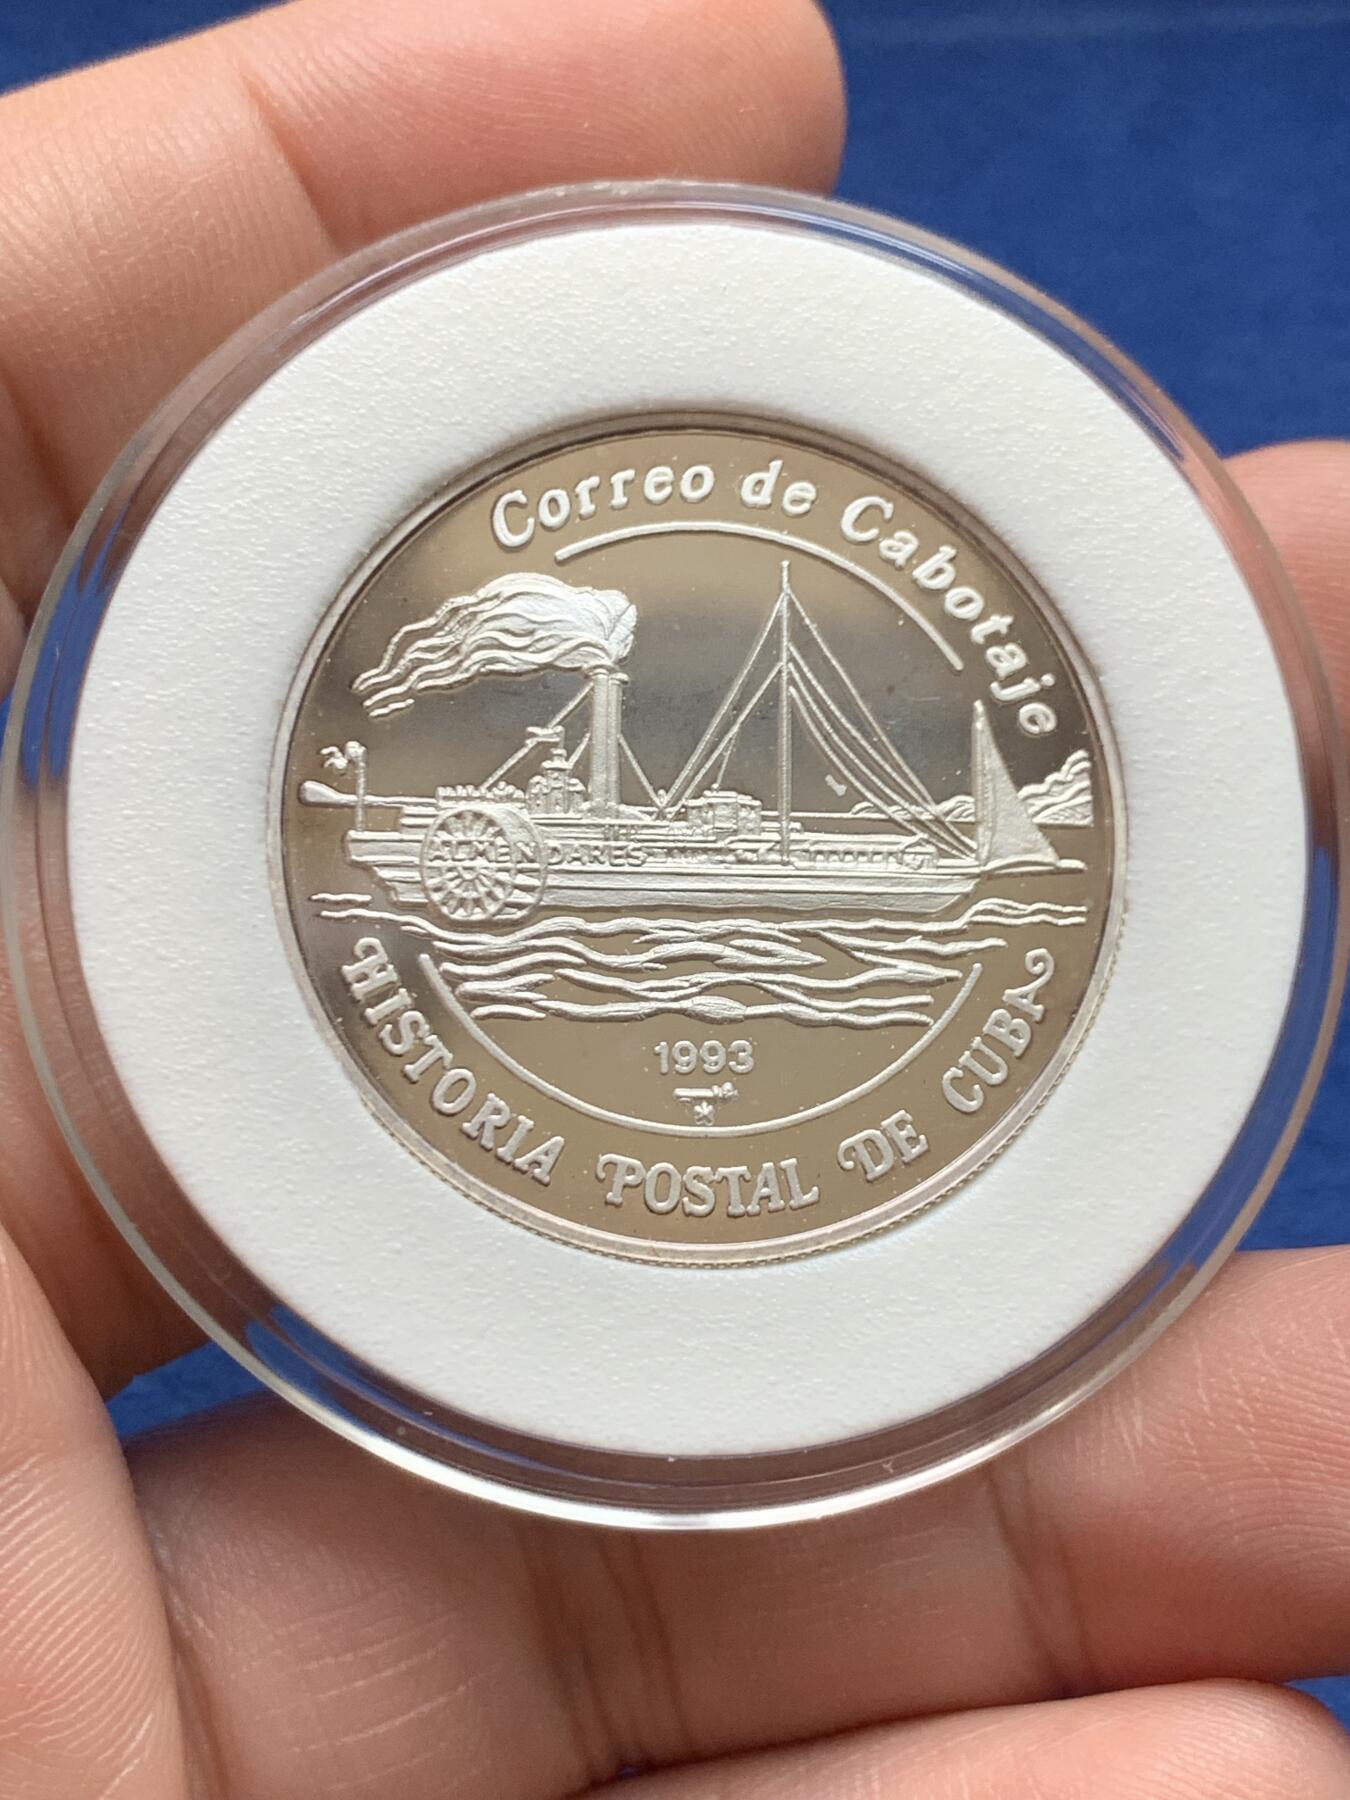 Correo de Cabotaje
ALMENDARES
1993
HISTORIA POSTAL DE CUBA